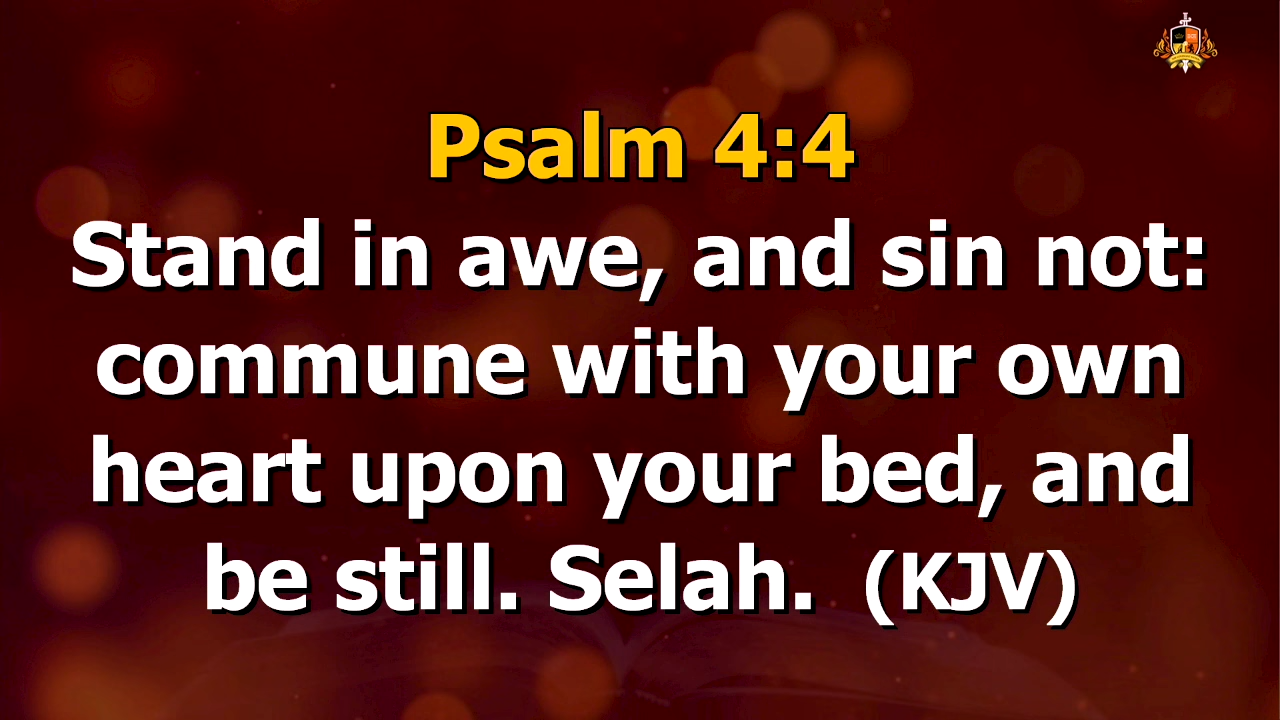 Psalm 4:4
Stand in awe, and sin not:
commune with your own
heart upon your bed, and
be still. Selah. (KJV)